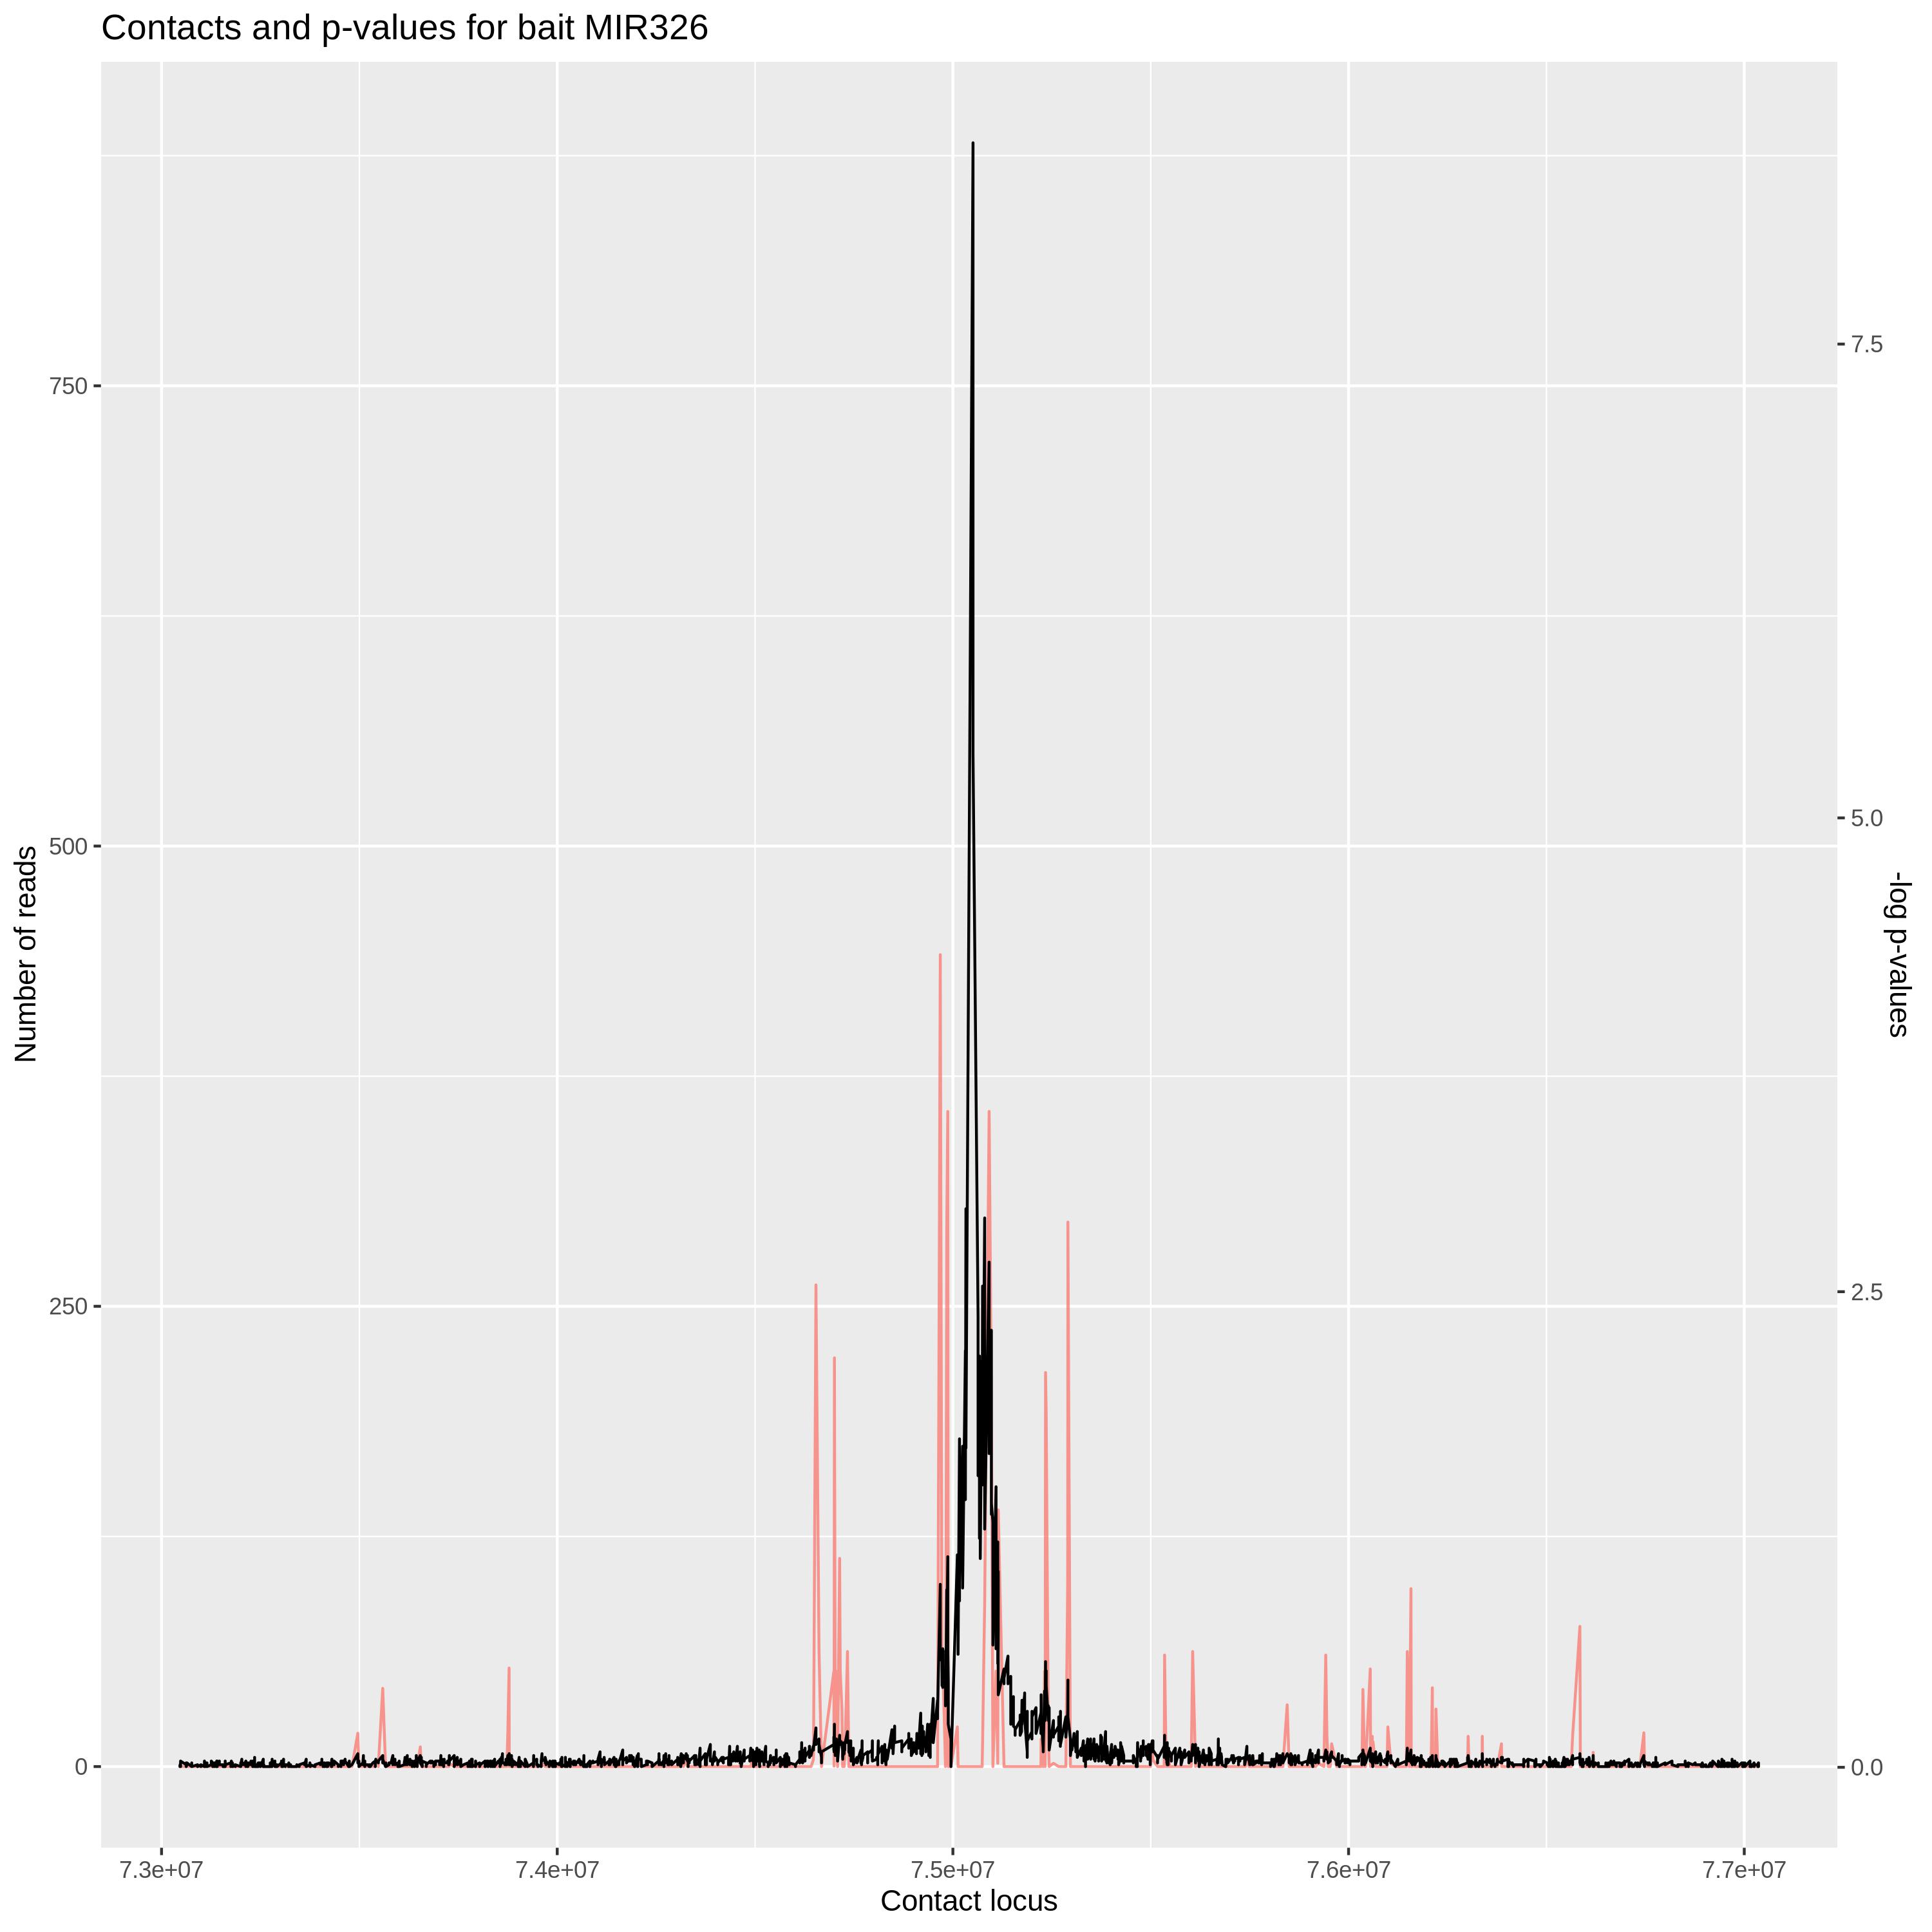 Contacts and p-values for bait MIR326
Number of reads
750
500
250
0
7.5
5.0
2.5
0.0
-log p-values
7.3e+07 7.4e+07 7.5e+07 7.6e+07 7.7e+07
Contact locus